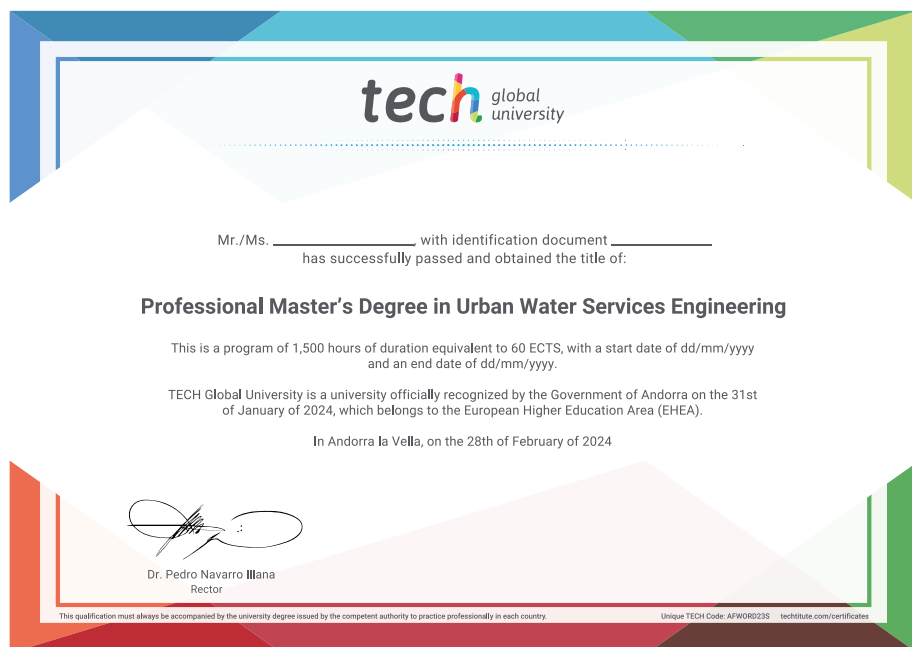 tech global
university
Mr./Ms. ____________, with identification document ____________
has successfully passed and obtained the title of:
Professional Master’s Degree in Urban Water Services Engineering
This is a program of 1,500 hours of duration equivalent to 60 ECTS, with a start date of dd/mm/yyyy
and an end date of dd/mm/yyyy.
TECH Global University is a university officially recognized by the Government of Andorra on the 31st
of January of 2024, which belongs to the European Higher Education Area (EHEA).
In Andorra la Vella, on the 28th of February of 2024
Dr. Pedro Navarro Illana
Rector
This qualification must always be accompanied by the university degree issued by the competent authority to practice professionally in each country. Unique TECH Code: AFWORD23S techtitute.com/certificates